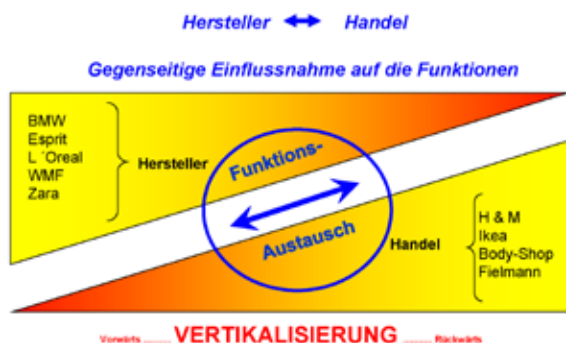 Hersteller Handel
Gegenseitige Einflussnahme auf die Funktionen
BMW
Esprit
L ´Oreal
WMF
Zara
Hersteller
Funktions-
Austausch
Handel
H & M
Ikea
Body-Shop
Fielmann
Vorwärts ...... VERTIKALISIERUNG ...... Rückwärts